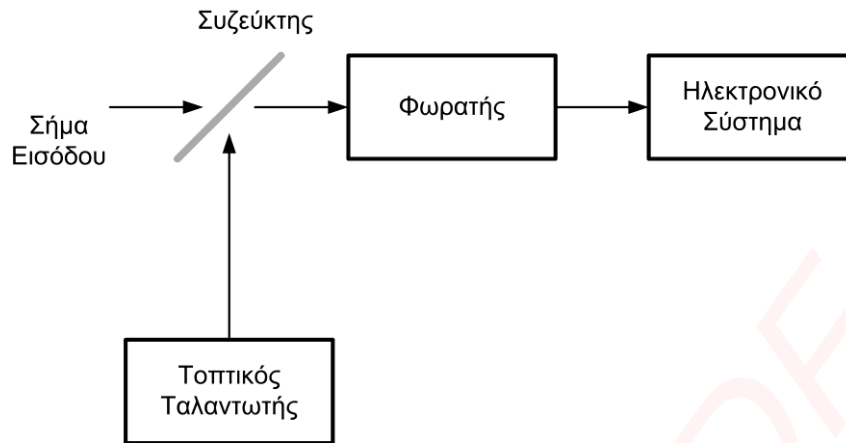 Συζεύκτης
Σήμα
Εισόδου
Φωρατής
Ηλεκτρονικό
Σύστημα
Τοπτικός
Ταλαντωτής